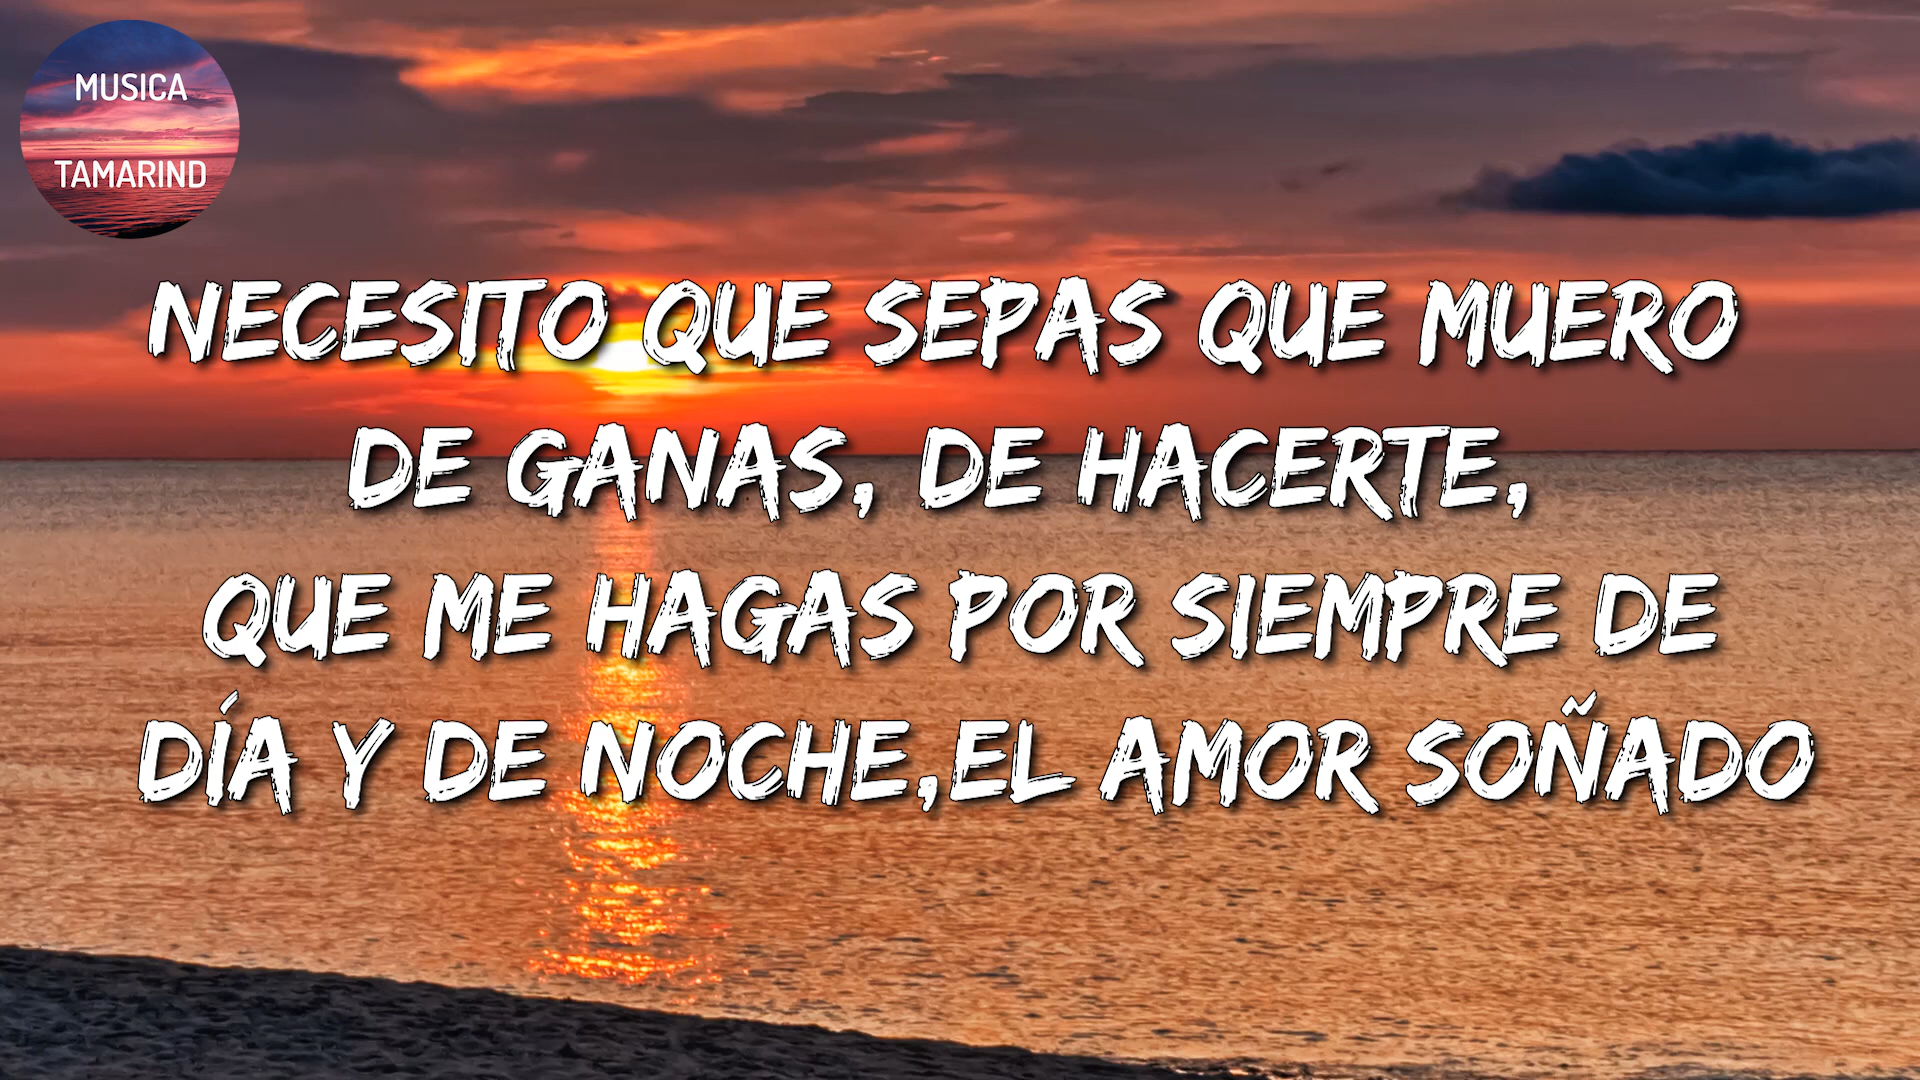 MUSICA
TAMARIND
NECESITO QUE SEPAS QUE MUERO
DE GANAS, DE HACERTE,
QUE ME HAGAS POR SIEMPRE DE
DÍA Y DE NOCHE,EL AMOR SOÑADO